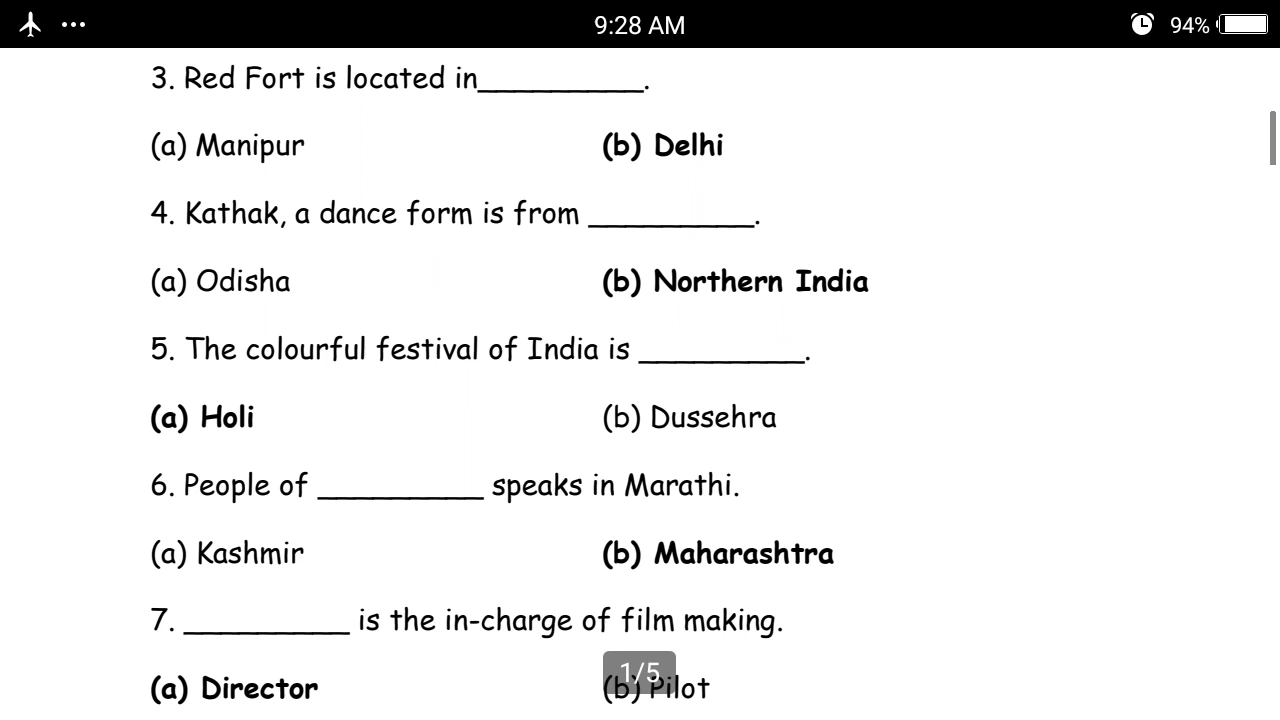 9:28 AM 94%
3. Red Fort is located in_________.
(a) Manipur (b) Delhi
4. Kathak, a dance form is from _________.
(a) Odisha (b) Northern India
5. The colourful festival of India is _________.
(a) Holi (b) Dussehra
6. People of _________ speaks in Marathi.
(a) Kashmir (b) Maharashtra
7. _________ is the in-charge of film making.
1/5
(a) Director (b) Pilot